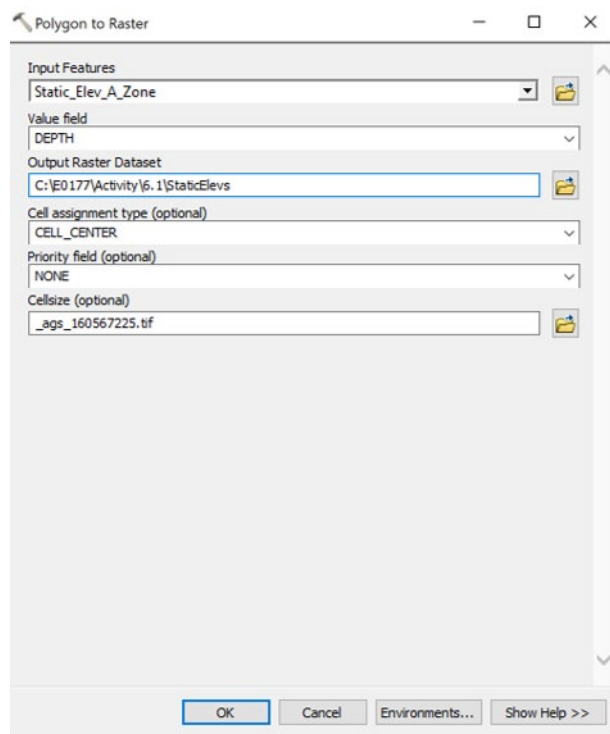 Polygon to Raster
Input Features
Static_Elev_A_Zone
Value field
DEPTH
Output Raster Dataset
C:\E0177\Activity\6.1\StaticElevs
Cell assignment type (optional)
CELL_CENTER
Priority field (optional)
NONE
Cellsize (optional)
_ags_160567225.tif
OK Cancel Environments... Show Help >>